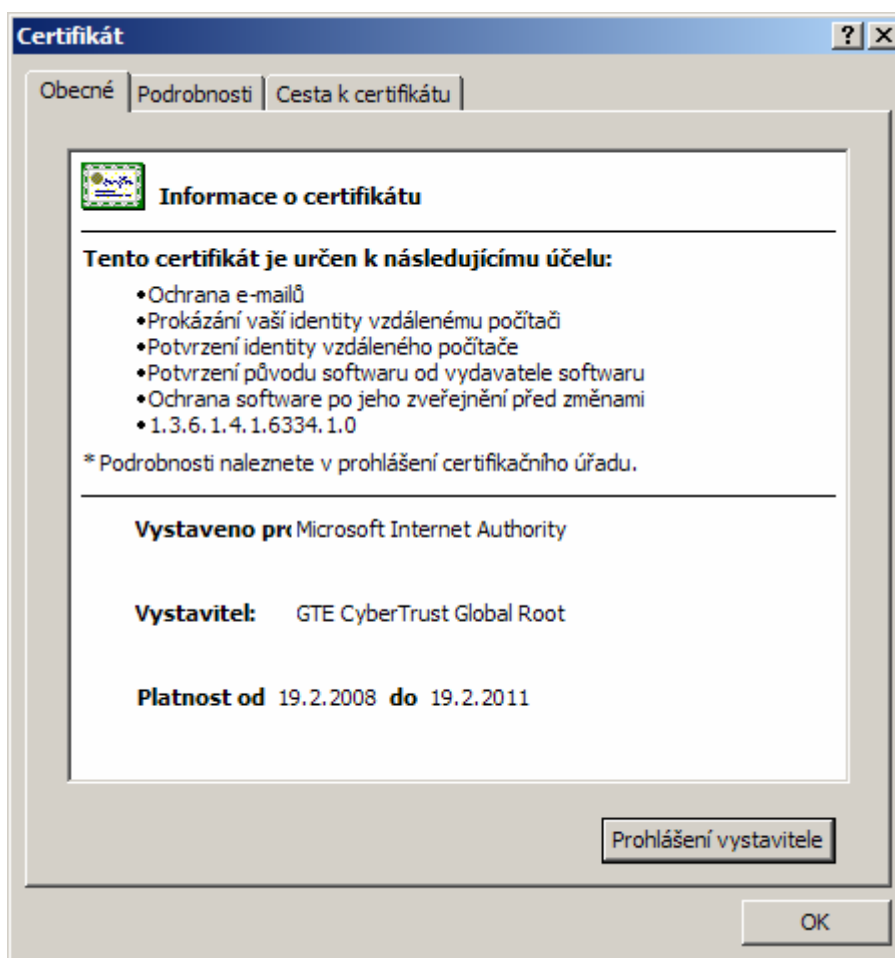 Certifikát
Obecné Podrobnosti Cesta k certifikátu
Informace o certifikátu
Tento certifikát je určen k následujícímu účelu:
•Ochrana e-mailů
•Prokázání vaší identity vzdálenému počítači
•Potvrzení identity vzdáleného počítače
•Potvrzení původu softwaru od vydavatele softwaru
•Ochrana software po jeho zveřejnění před změnami
•1.3.6.1.4.1.6334.1.0
* Podrobnosti naleznete v prohlášení certifikačního úřadu.
Vystaveno pro Microsoft Internet Authority
Vystavitel: GTE CyberTrust Global Root
Platnost od 19.2.2008 do 19.2.2011
Prohlášení vystavitele
OK